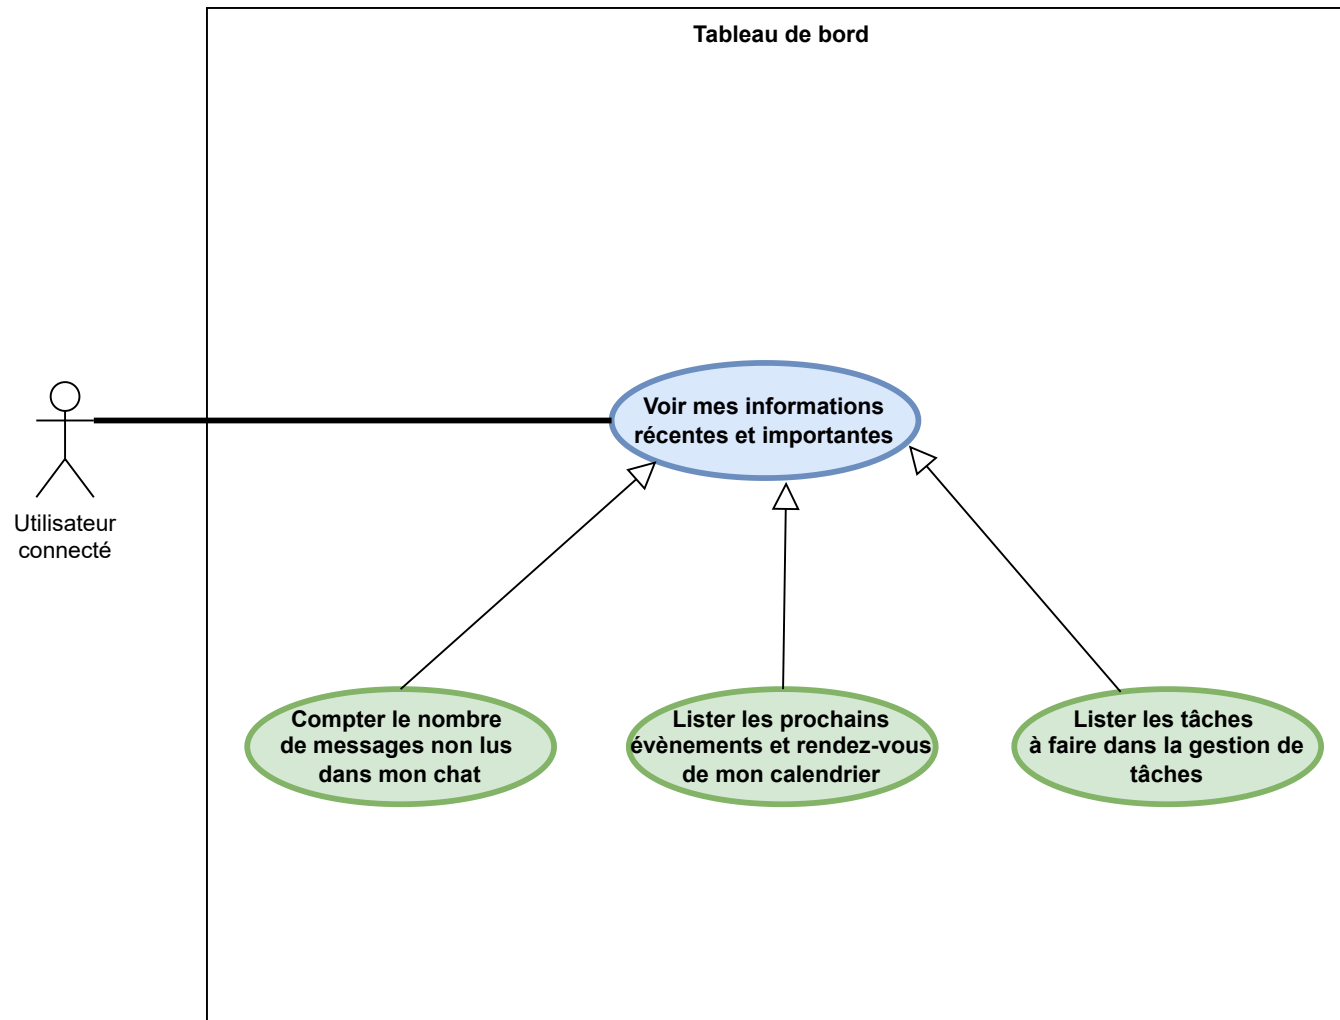 Tableau de bord
Voir mes informations
récentes et importantes
Utilisateur
connecté
Compter le nombre
de messages non lus
dans mon chat
Lister les prochains
évènements et rendez-vous
de mon calendrier
Lister les tâches
à faire dans la gestion de
tâches